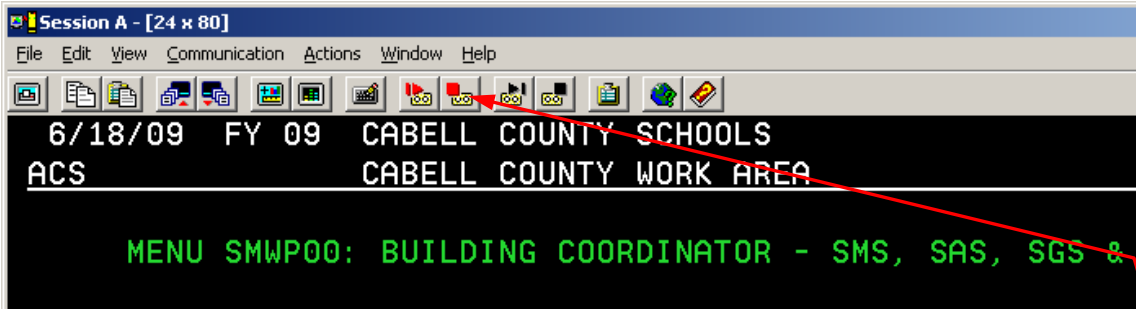 Session A - [24 x 80]
File Edit View Communication Actions Window Help
6/18/09 FY 09 CABELL COUNTY SCHOOLS
ACS CABELL COUNTY WORK AREA
MENU SMWP00: BUILDING COORDINATOR - SMS, SAS, SGS &